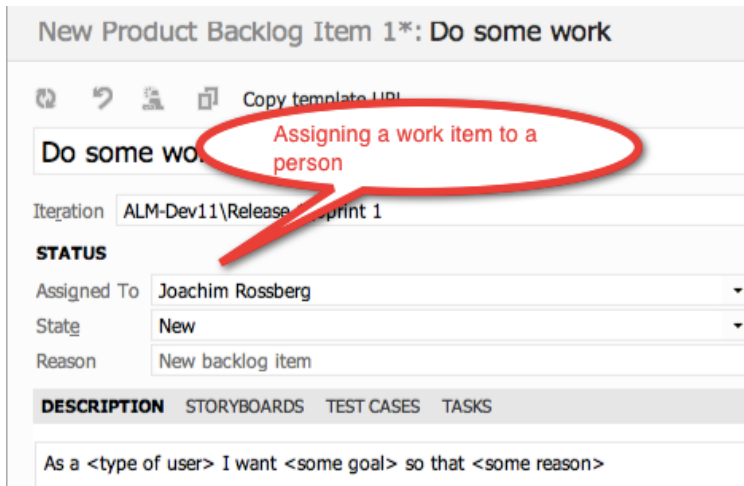 New Product Backlog Item 1*: Do some work
Copy template URL
Do some wo
Assigning a work item to a
person
Iteration ALM-Dev11\Release print 1
STATUS
Assigned To Joachim Rossberg
State New
Reason New backlog item
DESCRIPTION STORYBOARDS TEST CASES TASKS
As a <type of user> I want <some goal> so that <some reason>